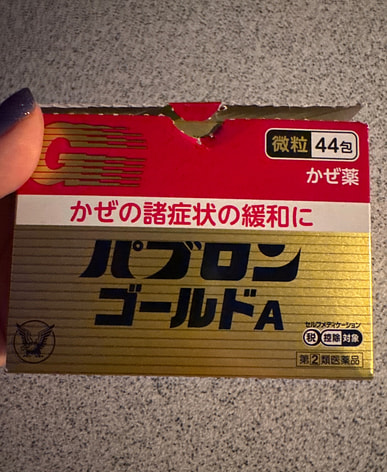 G
微粒 44包
かぜ薬
かぜの諸症状の緩和に
パブロン
ゴールドA
セルフメディケーション
税 控除 対象
指定②類医薬品